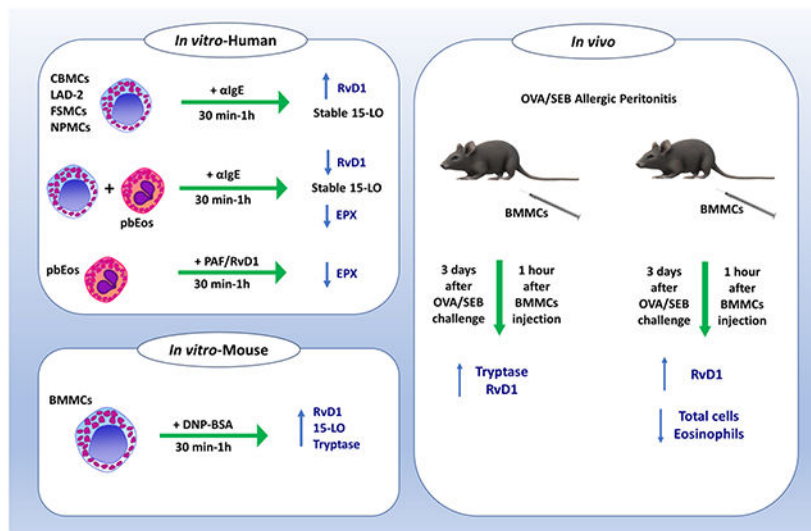 In vitro-Human
CBMCs
LAD-2
FSMCs
NPMCs
+ αIgE
30 min-1h
RvD1
Stable 15-LO
+
pbEos
+ αIgE
30 min-1h
RvD1
Stable 15-LO
EPX
pbEos
+ PAF/RvD1
30 min-1h
EPX
In vitro-Mouse
BMMCs
+ DNP-BSA
30 min-1h
RvD1
15-LO
Tryptase
In vivo
OVA/SEB Allergic Peritonitis
BMMCs
BMMCs
3 days
after
OVA/SEB
challenge
1 hour
after
BMMCs
injection
3 days
after
OVA/SEB
challenge
1 hour
after
BMMCs
injection
Tryptase
RvD1
RvD1
Total cells
Eosinophils